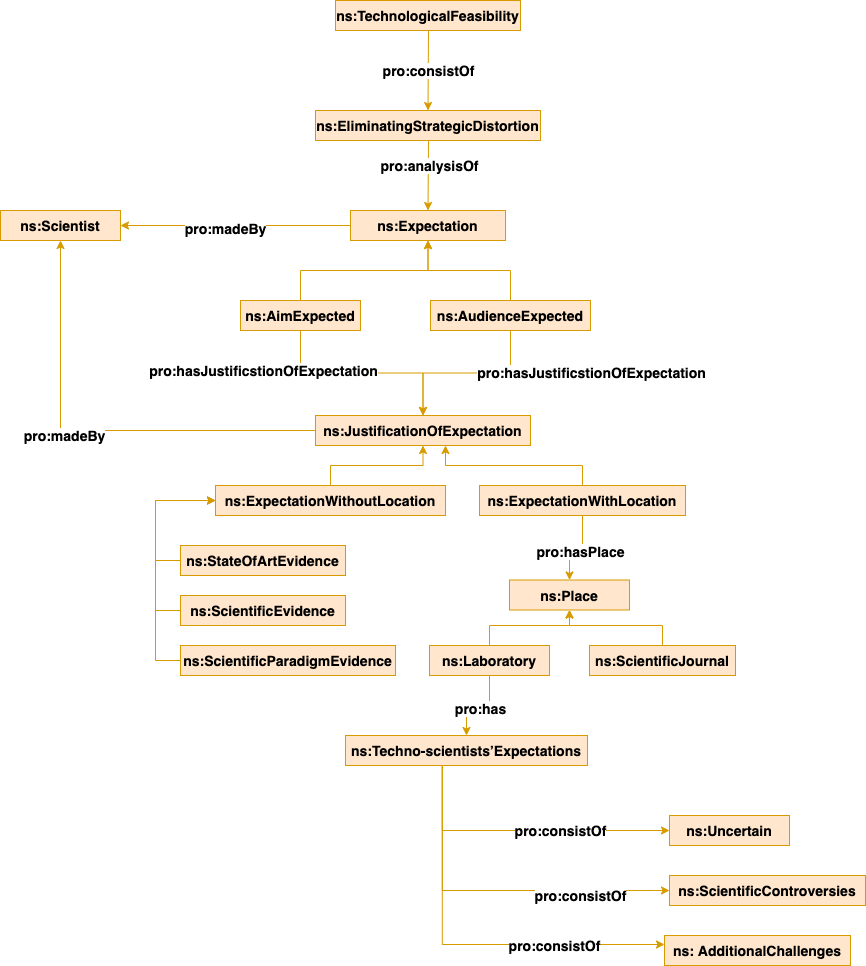 ns:TechnologicalFeasibility
pro:consistOf
ns:EliminatingStrategicDistortion
pro:analysisOf
ns:Scientist
pro:madeBy
ns:Expectation
ns:AimExpected
ns:AudienceExpected
pro:hasJustificstionOfExpectation
pro:hasJustificstionOfExpectation
pro:madeBy
ns:JustificationOfExpectation
ns:ExpectationWithoutLocation
ns:ExpectationWithLocation
ns:StateOfArtEvidence
pro:hasPlace
ns:ScientificEvidence
ns:Place
ns:ScientificParadigmEvidence
ns:Laboratory
ns:ScientificJournal
pro:has
ns:Techno-scientists’Expectations
pro:consistOf
ns:Uncertain
pro:consistOf
ns:ScientificControversies
pro:consistOf
ns: AdditionalChallenges